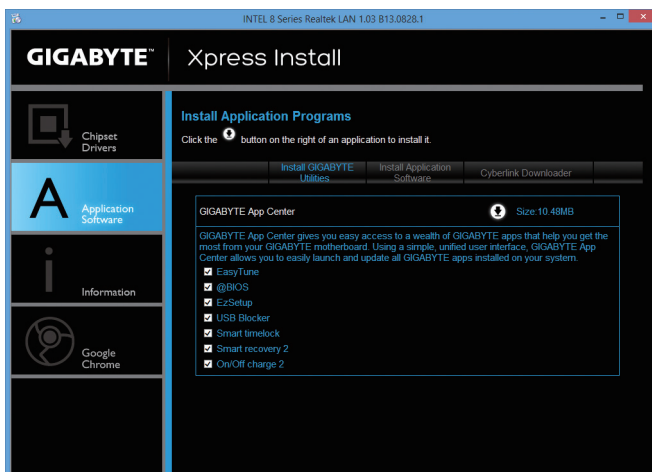 INTEL 8 Series Realtek LAN 1.03 B13.0828.1
GIGABYTE™
Xpress Install
Chipset
Drivers
Application
Software
Information
Google
Chrome
Install Application Programs
Click the button on the right of an application to install it.
Install GIGABYTE
Utilities
Install Application
Software
Cyberlink Downloader
GIGABYTE App Center
Size:10.48MB
GIGABYTE App Center gives you easy access to a wealth of GIGABYTE apps that help you get the
most from your GIGABYTE motherboard. Using a simple, unified user interface, GIGABYTE App
Center allows you to easily launch and update all GIGABYTE apps installed on your system.
EasyTune
@BIOS
EzSetup
USB Blocker
Smart timelock
Smart recovery 2
On/Off charge 2